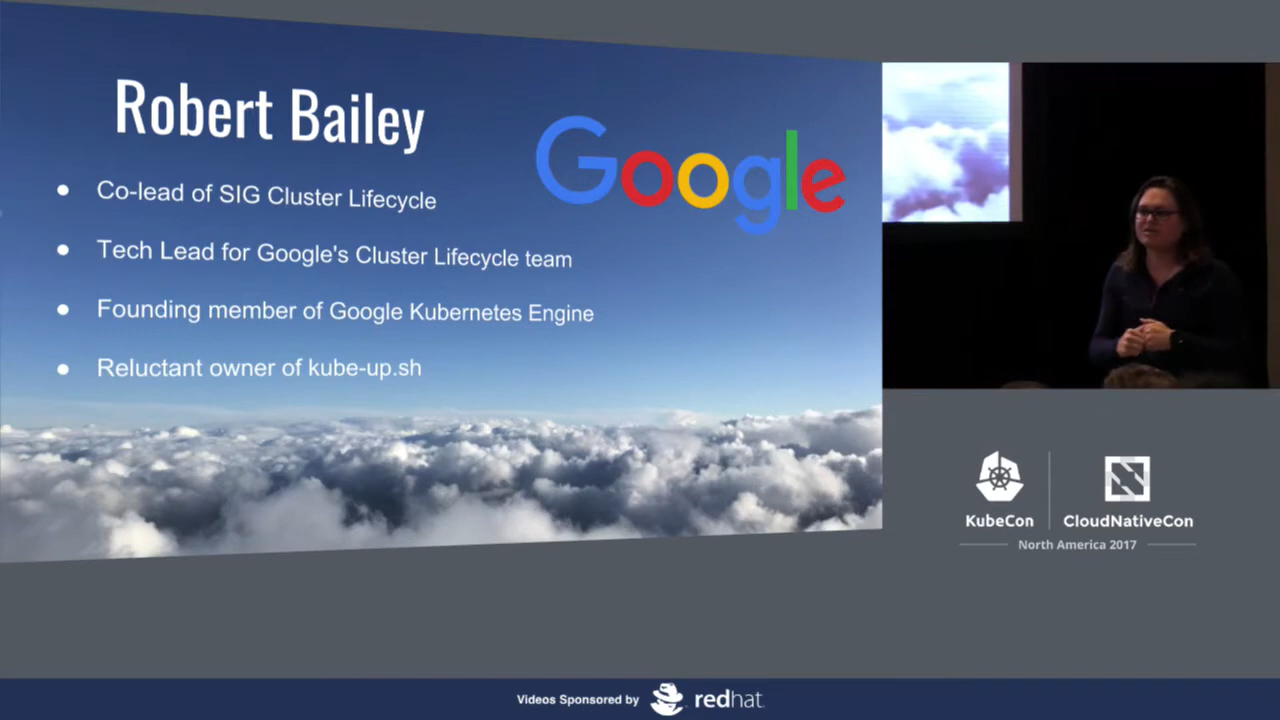 Robert Bailey
Google
Co-lead of SIG Cluster Lifecycle
Tech Lead for Google's Cluster Lifecycle team
Founding member of Google Kubernetes Engine
Reluctant owner of kube-up.sh
KubeCon
CloudNativeCon
North America 2017
Videos Sponsored by
redhat